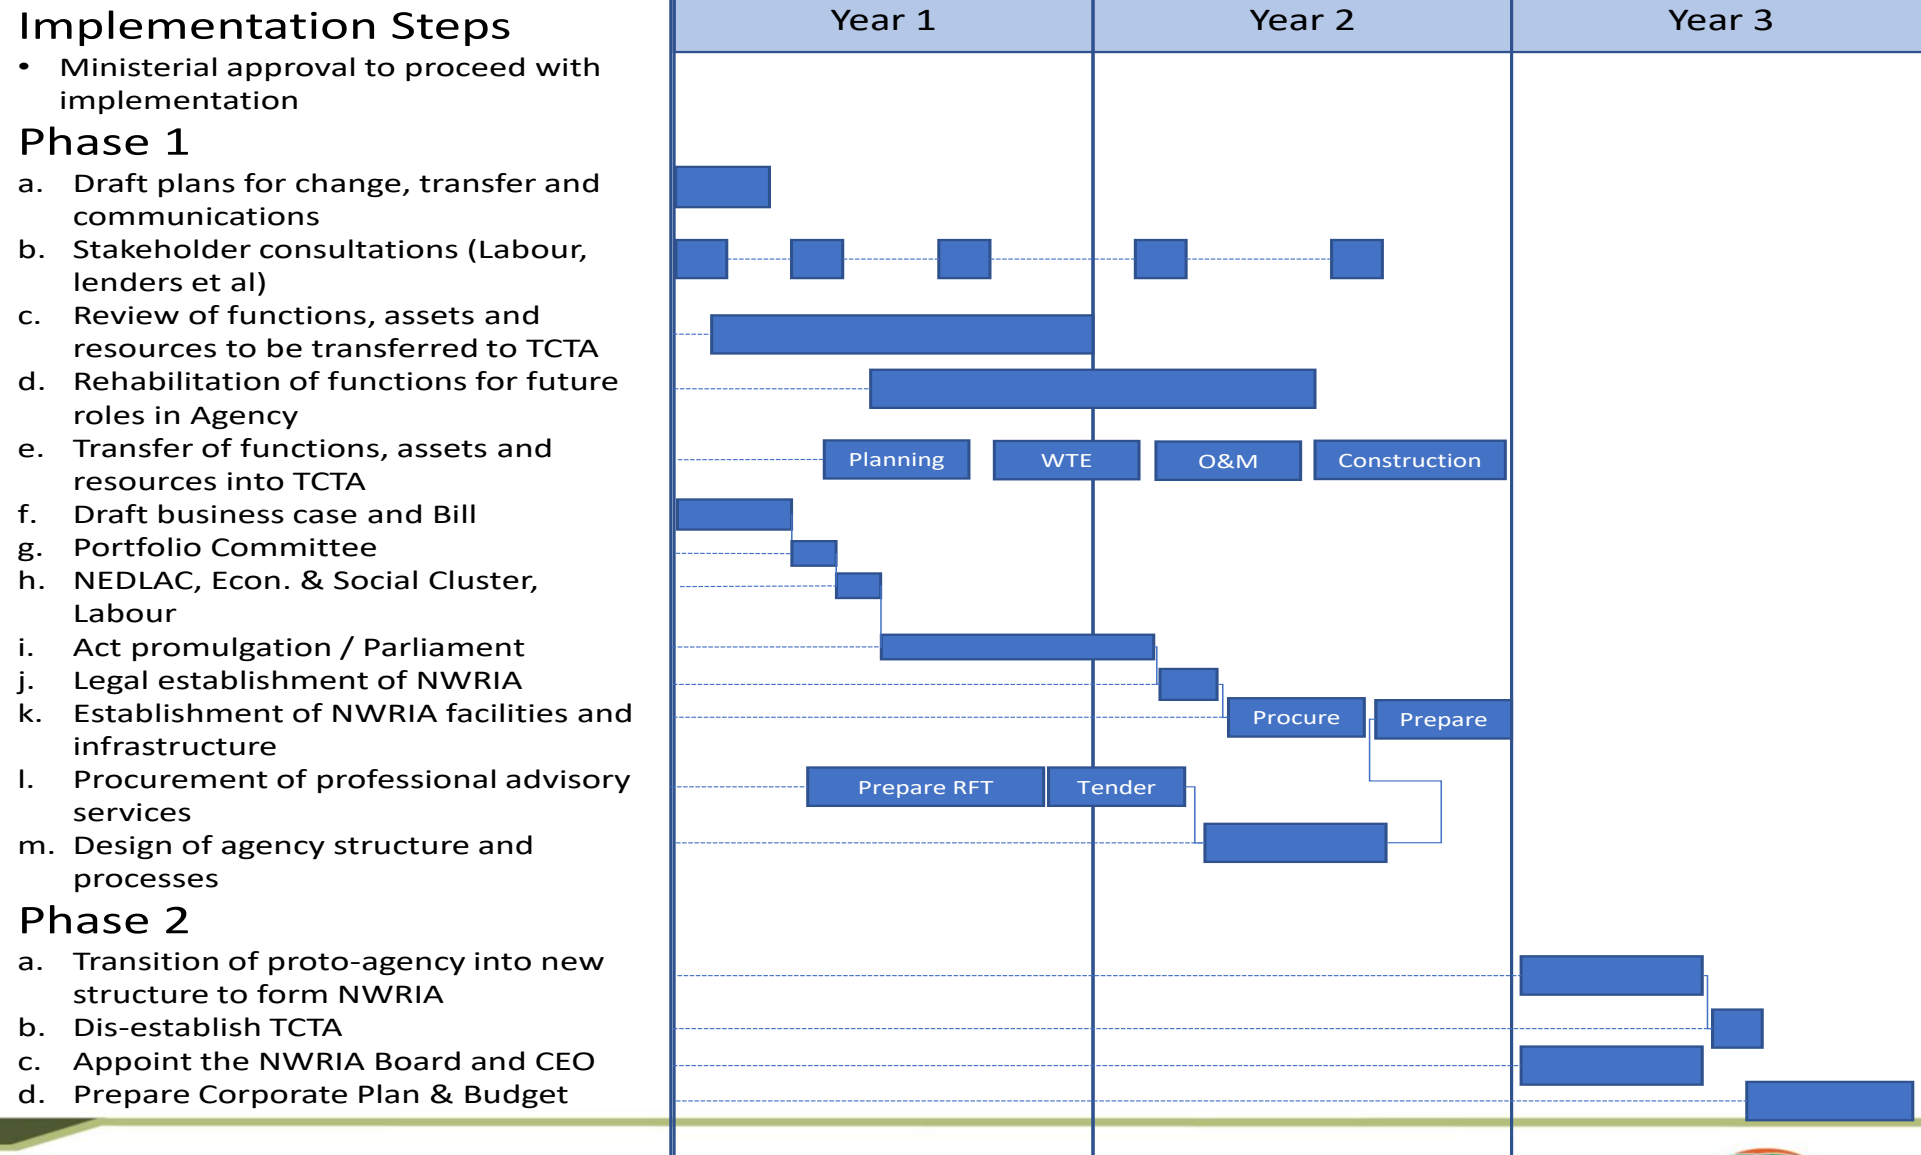 Implementation Steps
Year 1
Year 2
Year 3
• Ministerial approval to proceed with
implementation
Phase 1
a. Draft plans for change, transfer and
communications
b. Stakeholder consultations (Labour,
lenders et al)
c. Review of functions, assets and
resources to be transferred to TCTA
d. Rehabilitation of functions for future
roles in Agency
e. Transfer of functions, assets and
resources into TCTA
Planning
WTE
O&M
Construction
f. Draft business case and Bill
g. Portfolio Committee
h. NEDLAC, Econ. & Social Cluster,
Labour
i. Act promulgation / Parliament
j. Legal establishment of NWRIA
k. Establishment of NWRIA facilities and
infrastructure
Procure
Prepare
l. Procurement of professional advisory
services
Prepare RFT
Tender
m. Design of agency structure and
processes
Phase 2
a. Transition of proto-agency into new
structure to form NWRIA
b. Dis-establish TCTA
c. Appoint the NWRIA Board and CEO
d. Prepare Corporate Plan & Budget